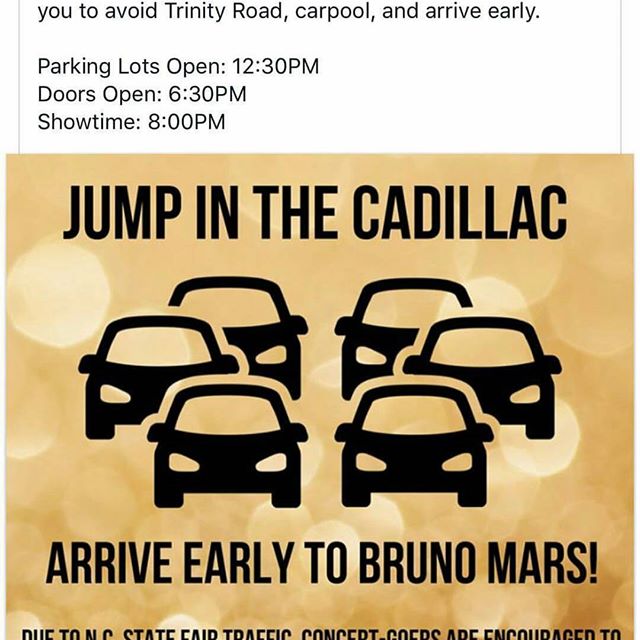 you to avoid Trinity Road, carpool, and arrive early.
Parking Lots Open: 12:30PM
Doors Open: 6:30PM
Showtime: 8:00PM
JUMP IN THE CADILLAC
ARRIVE EARLY TO BRUNO MARS!
DUE TO N.C. STATE FAIR TRAFFIC, CONCERT-GOERS ARE ENCOURAGED TO